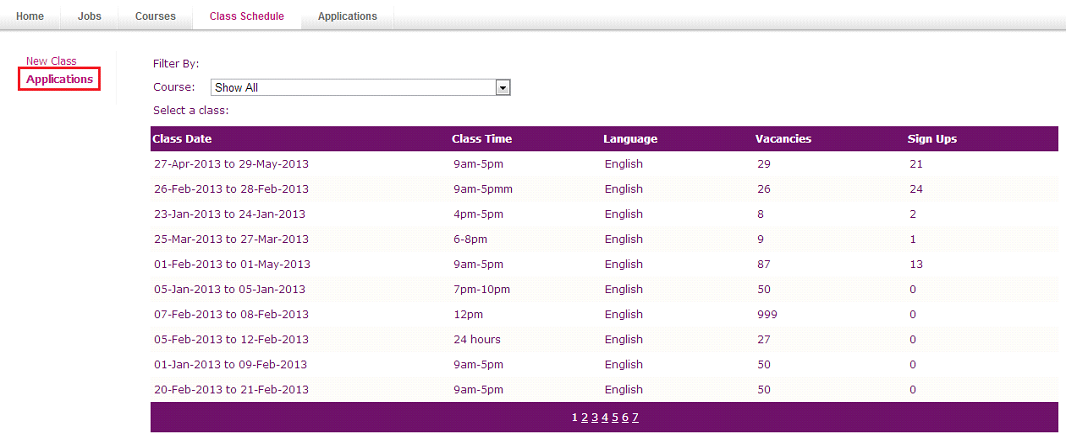 Home Jobs Courses Class Schedule Applications
New Class
Applications
Filter By:
Course: Show All
Select a class:
Class Date Class Time Language Vacancies Sign Ups
27-Apr-2013 to 29-May-2013 9am-5pm English 29 21
26-Feb-2013 to 28-Feb-2013 9am-5pmm English 26 24
23-Jan-2013 to 24-Jan-2013 4pm-5pm English 8 2
25-Mar-2013 to 27-Mar-2013 6-8pm English 9 1
01-Feb-2013 to 01-May-2013 9am-5pm English 87 13
05-Jan-2013 to 05-Jan-2013 7pm-10pm English 50 0
07-Feb-2013 to 08-Feb-2013 12pm English 999 0
05-Feb-2013 to 12-Feb-2013 24 hours English 27 0
01-Jan-2013 to 09-Feb-2013 9am-5pm English 50 0
20-Feb-2013 to 21-Feb-2013 9am-5pm English 50 0
1 2 3 4 5 6 7